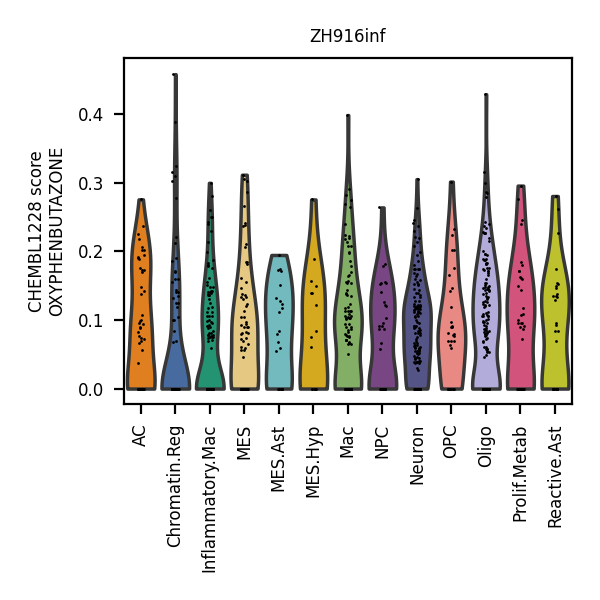 ZH916inf
CHEMBL1228 score
OXYPHENBUTAZONE
0.4
0.3
0.2
0.1
0.0
AC
Chromatin.Reg
Inflammatory.Mac
MES
MES.Ast
MES.Hyp
Mac
NPC
Neuron
OPC
Oligo
Prolif.Metab
Reactive.Ast